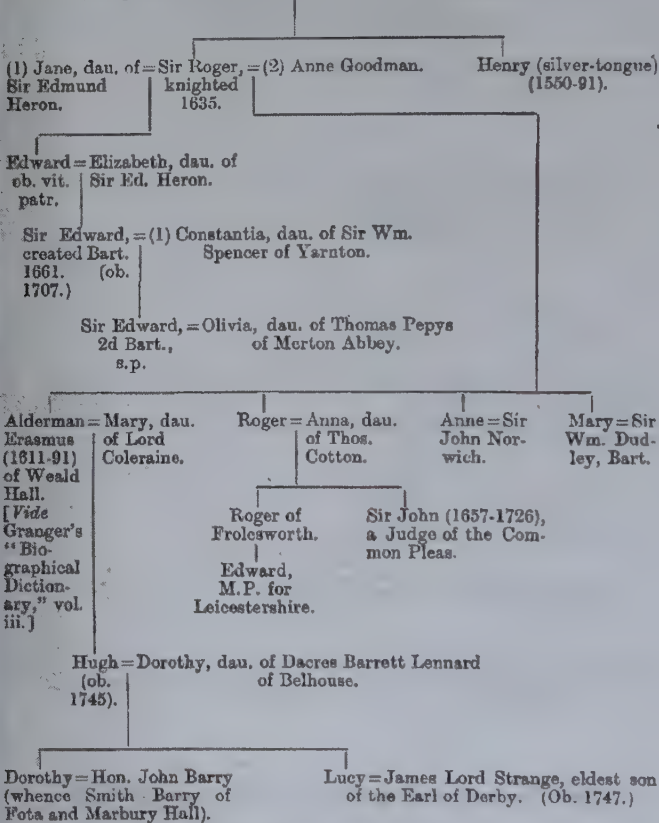 (1) Jane, dau. of = Sir Roger, = (2) Anne Goodman. Henry (silver-tongue)
Sir Edmund knighted (1550-91).
Heron. 1635.
Edward = Elizabeth, dau. of
ob. vit. Sir Ed. Heron.
patr.
Sir Edward, = (1) Constantia, dau. of Sir Wm.
created Bart. Spencer of Yarnton.
1661. (ob.
1707.)
Sir Edward, = Olivia, dau. of Thomas Pepys
2d Bart., of Merton Abbey.
s.p.
Alderman = Mary, dau. Roger = Anna, dau. Anne = Sir Mary = Sir
Erasmus of Lord of Thos. John Nor- Wm. Dud-
(1611-91) Coleraine. Cotton. wich. ley, Bart.
of Weald
Hall.
[Vide Roger of Sir John (1657-1726),
Granger's Frolesworth. a Judge of the Com-
"Bio- mon Pleas.
graphical Edward,
Diction- M.P. for
ary," vol. Leicestershire.
iii.]
Hugh = Dorothy, dau. of Dacres Barrett Lennard
(ob. of Belhouse.
1745).
Dorothy = Hon. John Barry Lucy = James Lord Strange, eldest son
(whence Smith Barry of of the Earl of Derby. (Ob. 1747.)
Fota and Marbury Hall).